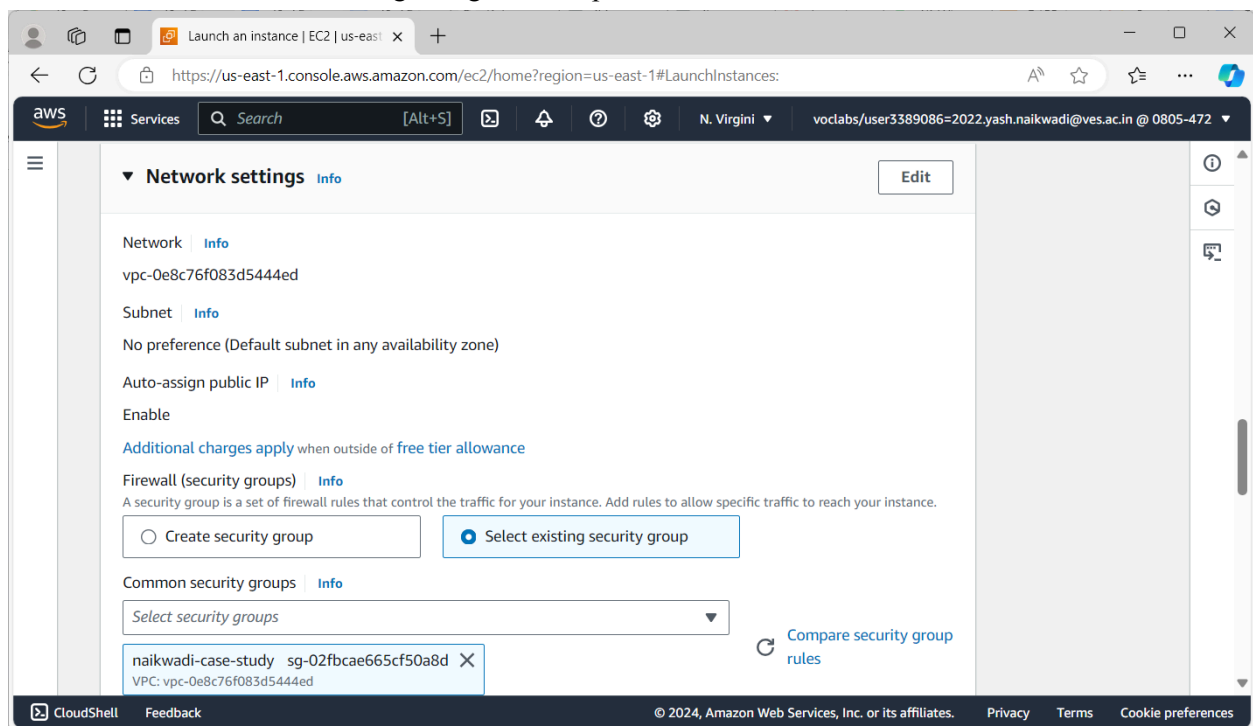 Launch an instance | EC2 | us-east
https://us-east-1.console.aws.amazon.com/ec2/home?region=us-east-1#LaunchInstances:
aws Services Search [Alt+S] N. Virgini voclabs/user3389086=2022.yash.naikwadi@ves.ac.in @ 0805-472
Network settings Info Edit
Network Info
vpc-0e8c76f083d5444ed
Subnet Info
No preference (Default subnet in any availability zone)
Auto-assign public IP Info
Enable
Additional charges apply when outside of free tier allowance
Firewall (security groups) Info
A security group is a set of firewall rules that control the traffic for your instance. Add rules to allow specific traffic to reach your instance.
Create security group Select existing security group
Common security groups Info
Select security groups
Compare security group
rules
naikwadi-case-study sg-02fbcae665cf50a8d
VPC: vpc-0e8c76f083d5444ed
CloudShell Feedback © 2024, Amazon Web Services, Inc. or its affiliates. Privacy Terms Cookie preferences